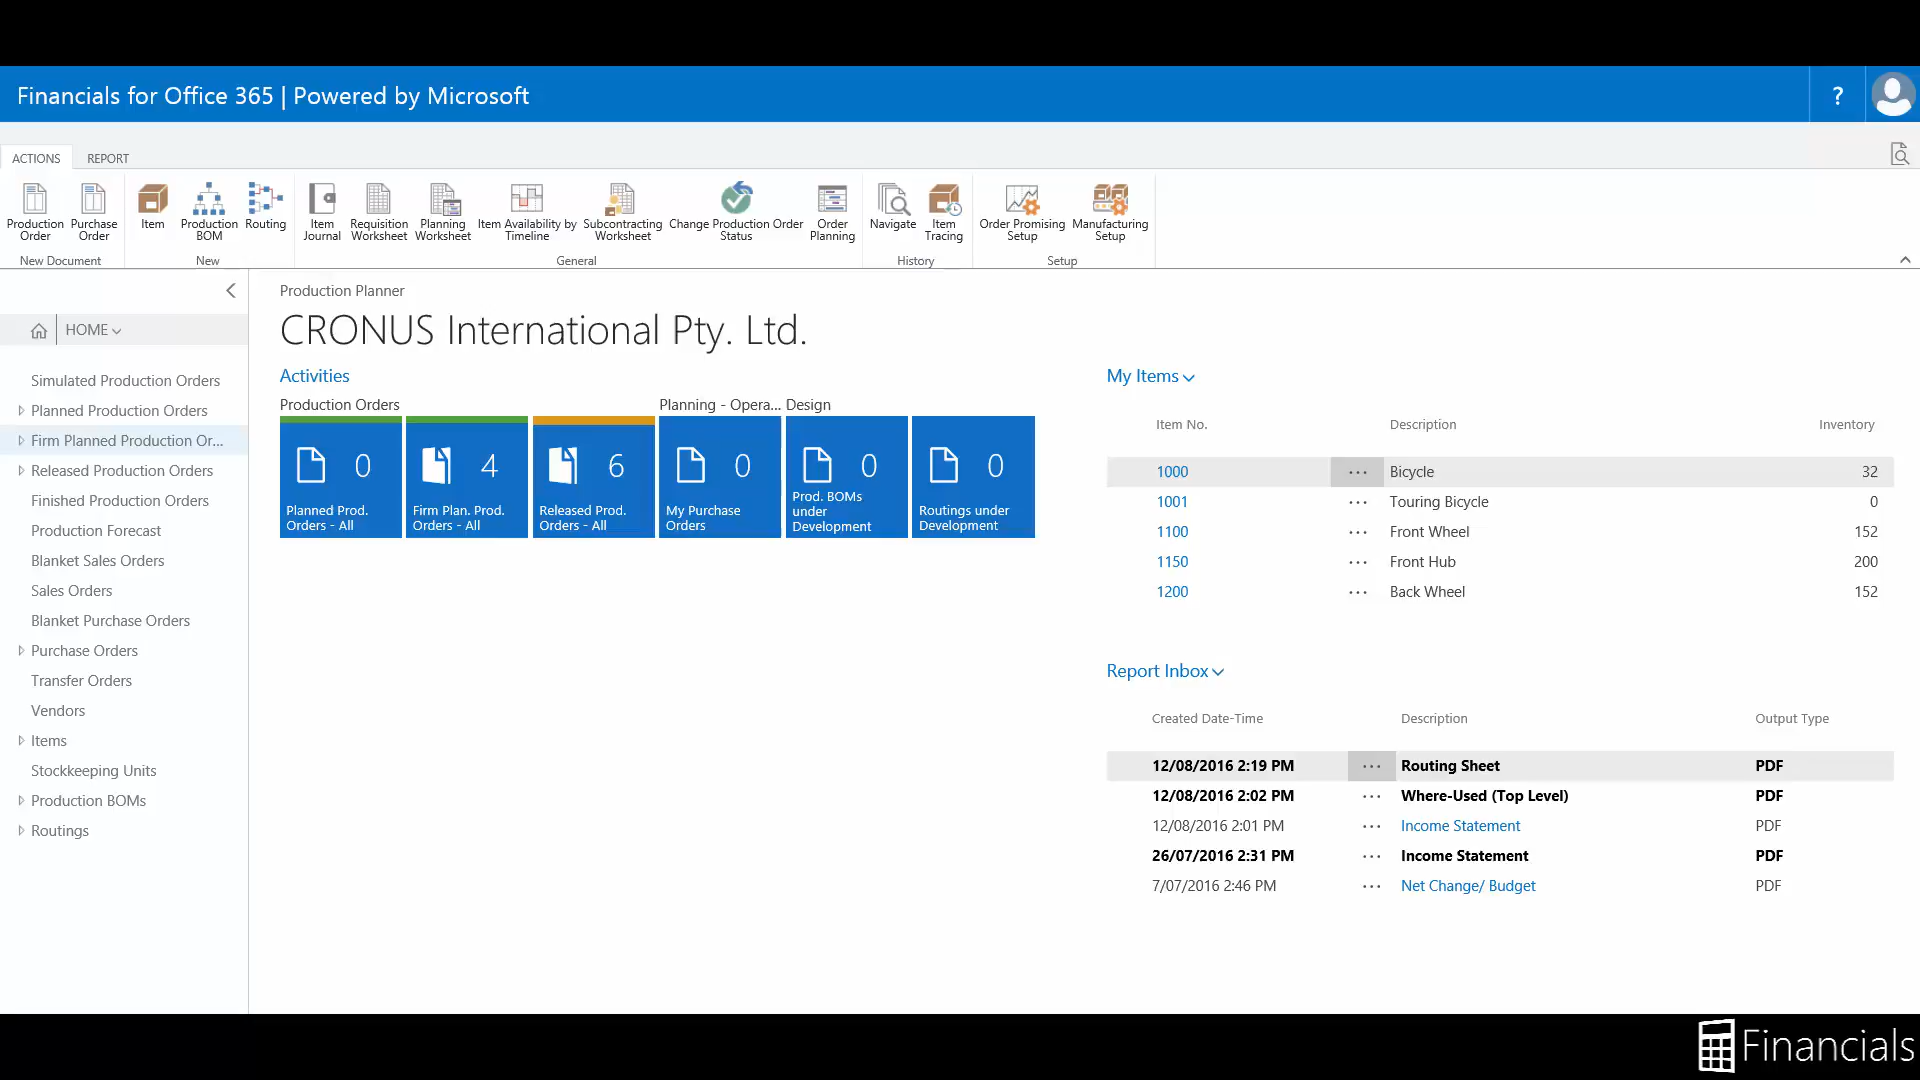 Financials for Office 365 | Powered by Microsoft
?
ACTIONS
REPORT
Production Order
Purchase Order
New Document
Item
Production BOM
Routing
New
Item Journal
Requisition Worksheet
Planning Worksheet
Item Availability by Timeline
Subcontracting Worksheet
Change Production Order Status
Order Planning
General
Navigate
Item Tracing
History
Order Promising Setup
Manufacturing Setup
Setup
HOME
Simulated Production Orders
Planned Production Orders
Firm Planned Production Or...
Released Production Orders
Finished Production Orders
Production Forecast
Blanket Sales Orders
Sales Orders
Blanket Purchase Orders
Purchase Orders
Transfer Orders
Vendors
Items
Stockkeeping Units
Production BOMs
Routings
Production Planner
CRONUS International Pty. Ltd.
Activities
Production Orders
Planning - Opera...
Design
0
Planned Prod.
Orders - All
4
Firm Plan. Prod.
Orders - All
6
Released Prod.
Orders - All
0
My Purchase
Orders
0
Prod. BOMs
under
Development
0
Routings under
Development
My Items
Item No. Description Inventory
1000 ... Bicycle 32
1001 ... Touring Bicycle 0
1100 ... Front Wheel 152
1150 ... Front Hub 200
1200 ... Back Wheel 152
Report Inbox
Created Date-Time Description Output Type
12/08/2016 2:19 PM ... Routing Sheet PDF
12/08/2016 2:02 PM ... Where-Used (Top Level) PDF
12/08/2016 2:01 PM ... Income Statement PDF
26/07/2016 2:31 PM ... Income Statement PDF
7/07/2016 2:46 PM ... Net Change/ Budget PDF
Financials